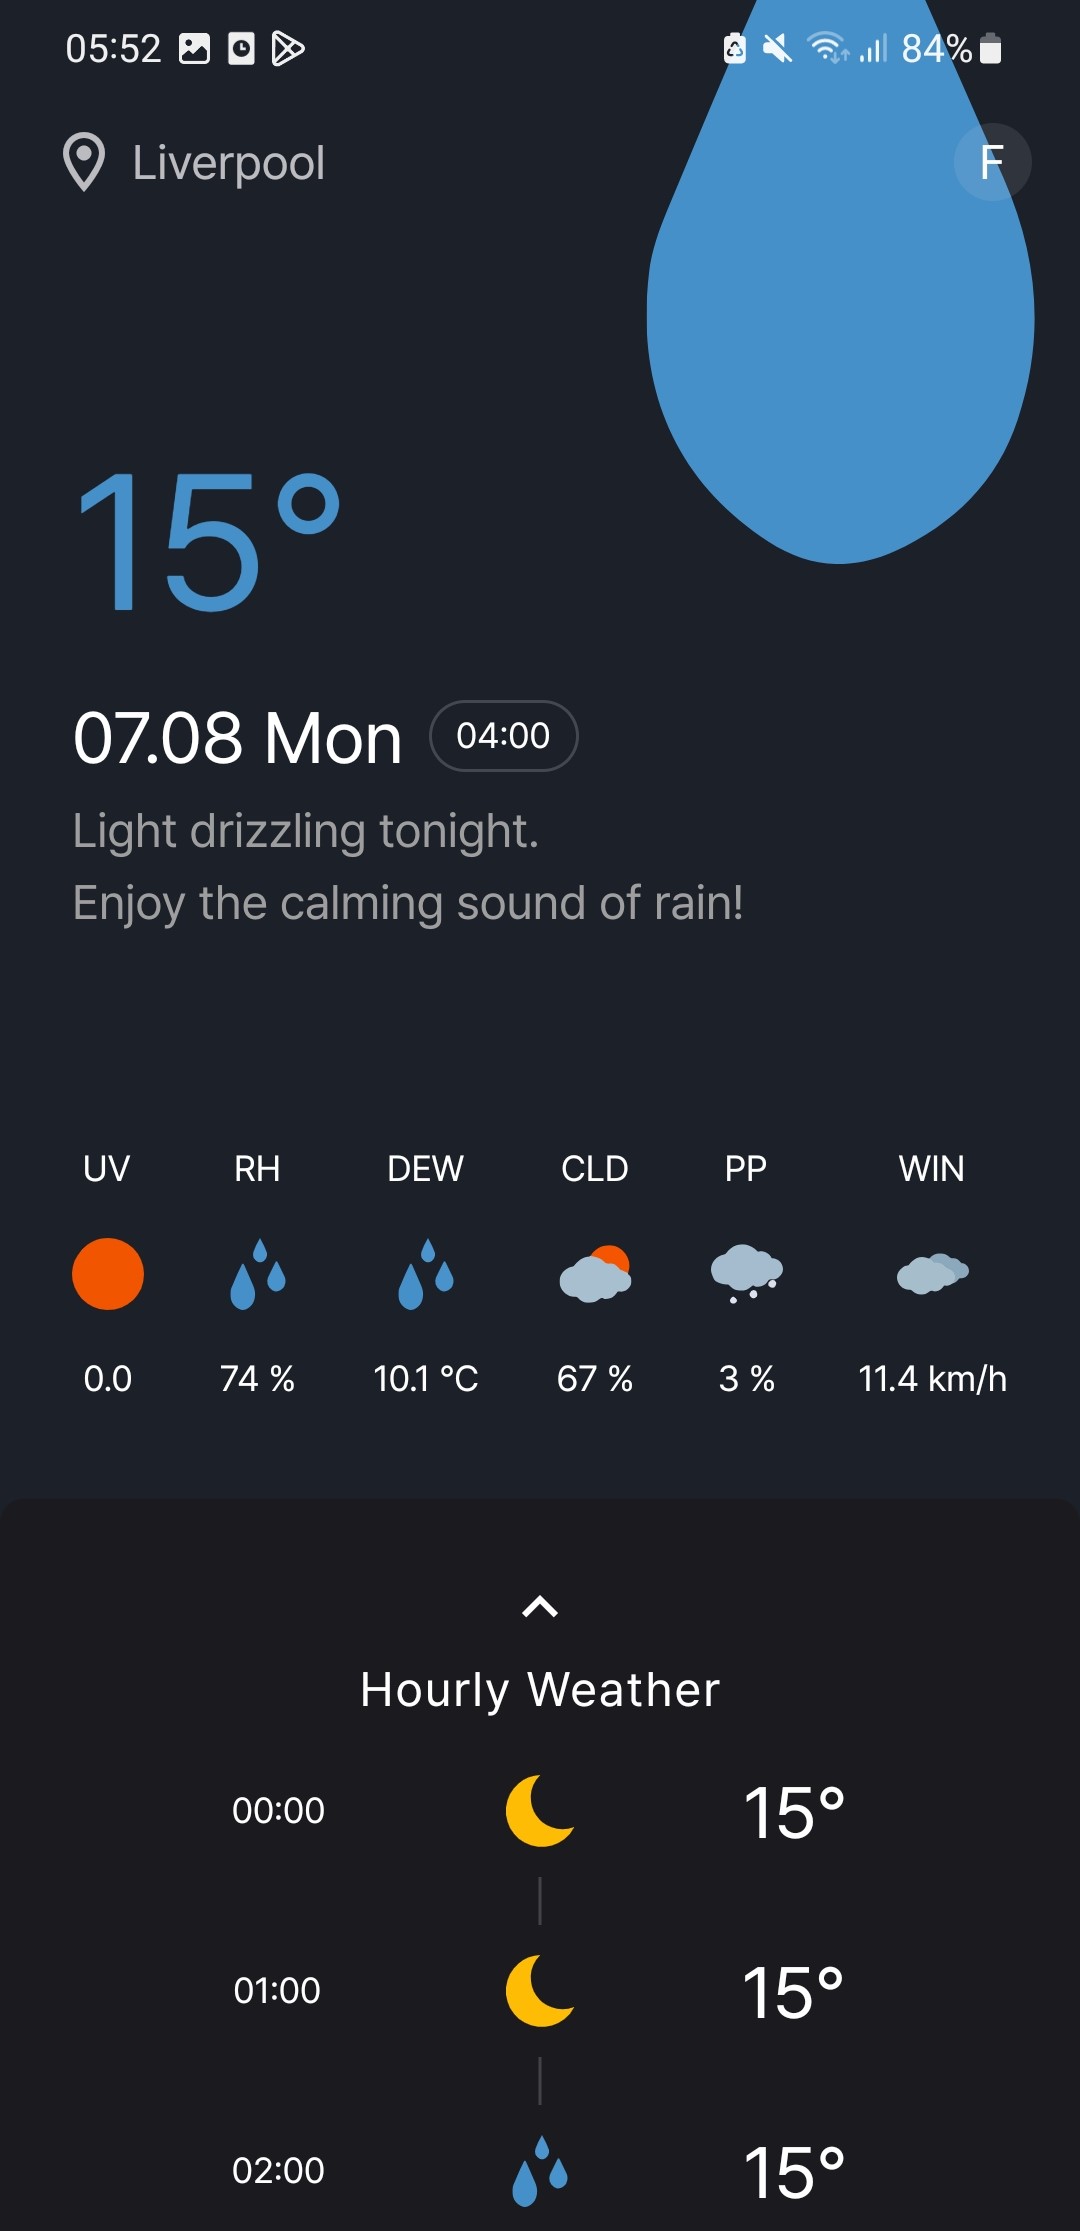 05:52 84%
Liverpool F
15°
07.08 Mon 04:00
Light drizzling tonight.
Enjoy the calming sound of rain!
UV RH DEW CLD PP WIN
0.0 74 % 10.1 °C 67 % 3 % 11.4 km/h
Hourly Weather
00:00 15°
01:00 15°
02:00 15°